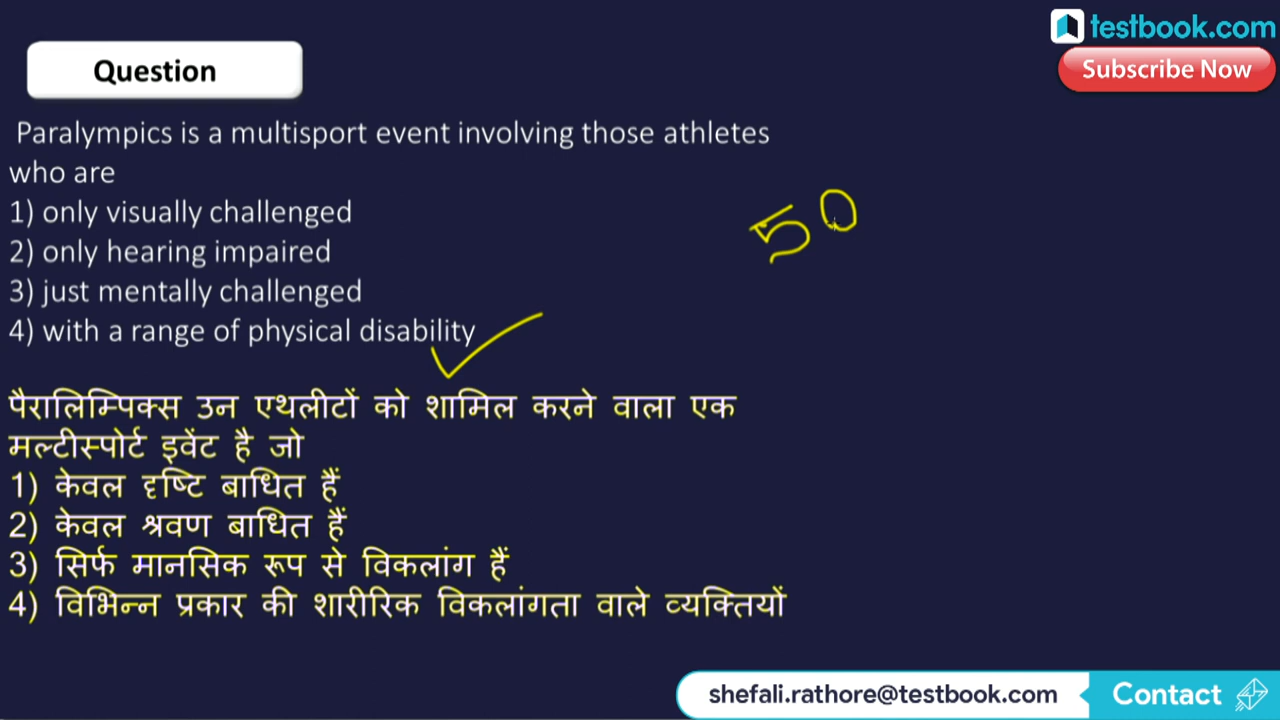 testbook.com
Subscribe Now
Question
Paralympics is a multisport event involving those athletes
who are
1) only visually challenged
2) only hearing impaired
3) just mentally challenged
4) with a range of physical disability
50
पैरालिम्पिक्स उन एथलीटों को शामिल करने वाला एक
मल्टीस्पोर्ट इवेंट है जो
1) केवल दृष्टि बाधित हैं
2) केवल श्रवण बाधित हैं
3) सिर्फ मानसिक रूप से विकलांग हैं
4) विभिन्न प्रकार की शारीरिक विकलांगता वाले व्यक्तियों
shefali.rathore@testbook.com
Contact